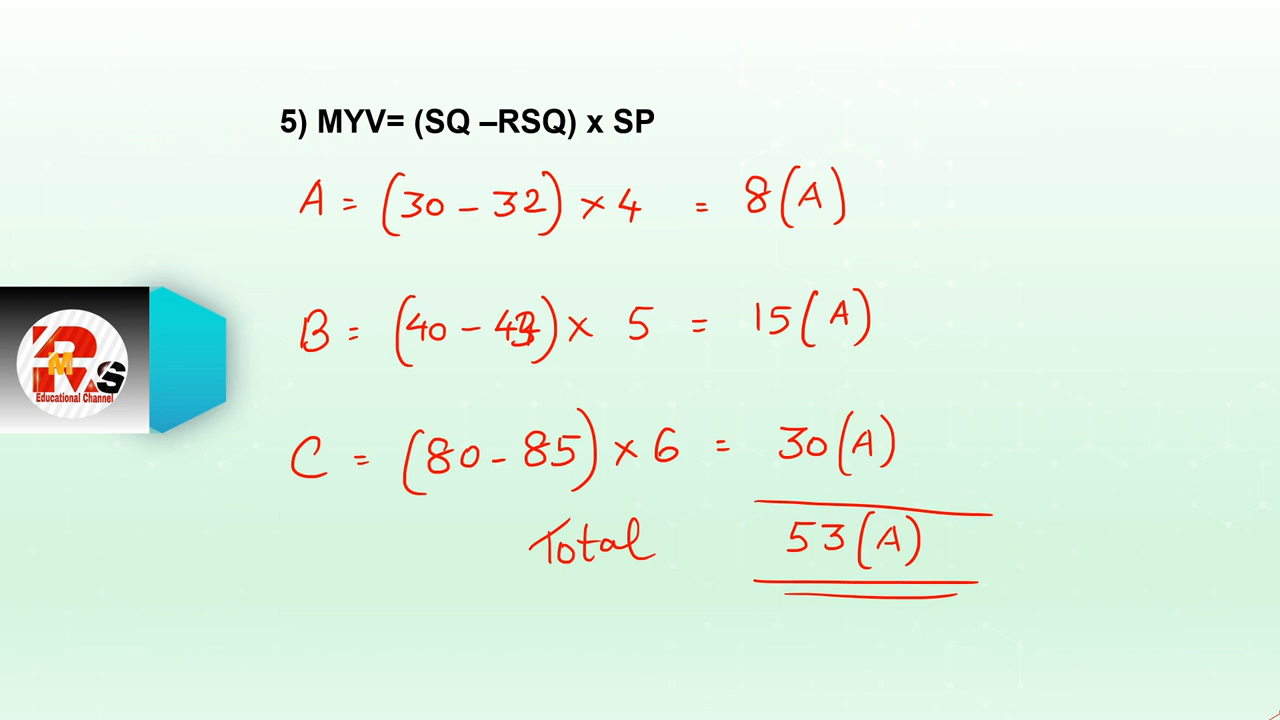 5) MYV= (SQ –RSQ) x SP
A = (30 - 32) × 4 = 8 (A)
B = (40 - 43) × 5 = 15 (A)
C = (80 - 85) × 6 = 30 (A)
Total 53 (A)
RMS
Educational Channel